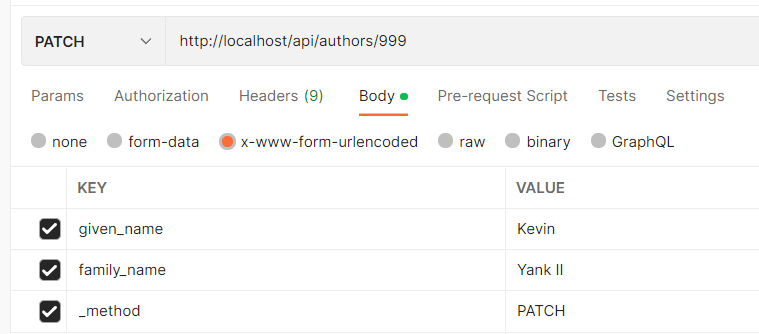 PATCH http://localhost/api/authors/999
Params Authorization Headers (9) Body Pre-request Script Tests Settings
none form-data x-www-form-urlencoded raw binary GraphQL
KEY VALUE
given_name Kevin
family_name Yank II
_method PATCH